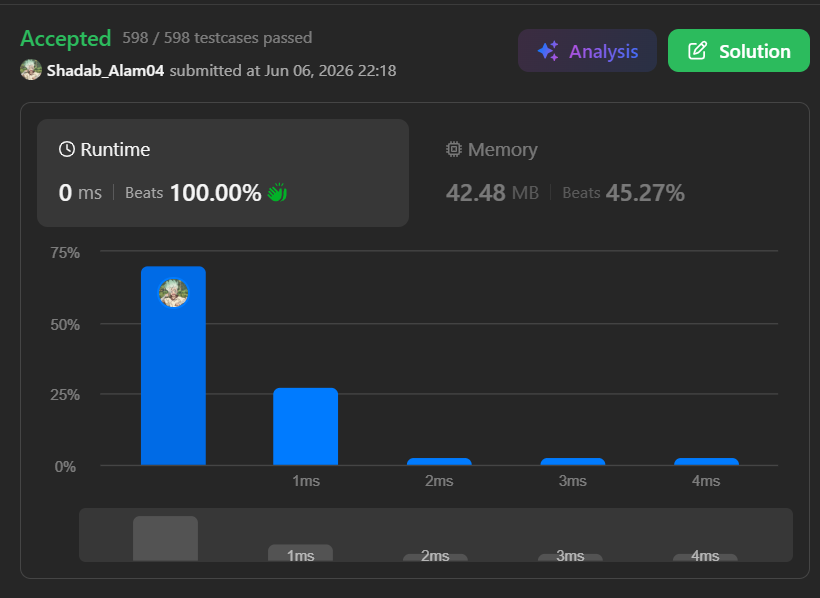 Accepted 598 / 598 testcases passed
Shadab_Alam04 submitted at Jun 06, 2026 22:18
Analysis
Solution
Runtime
0 ms | Beats 100.00%
Memory
42.48 MB | Beats 45.27%
75%
50%
25%
0%
1ms 2ms 3ms 4ms
1ms 2ms 3ms 4ms